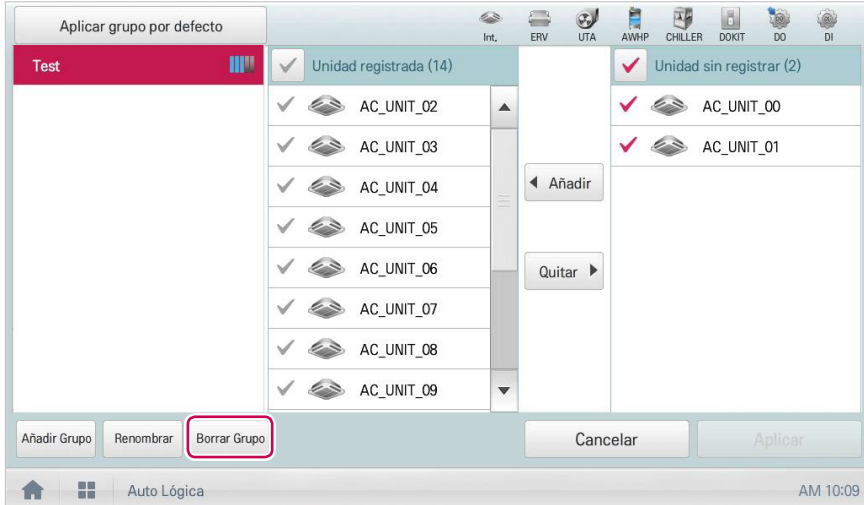 Aplicar grupo por defecto
Int. ERV UTA AWHP CHILLER DOKIT DO DI
Test
Unidad registrada (14)
Unidad sin registrar (2)
AC_UNIT_02
AC_UNIT_03
AC_UNIT_04
AC_UNIT_05
AC_UNIT_06
AC_UNIT_07
AC_UNIT_08
AC_UNIT_09
Añadir
Quitar
AC_UNIT_00
AC_UNIT_01
Añadir Grupo Renombrar Borrar Grupo
Cancelar Aplicar
Auto Lógica AM 10:09